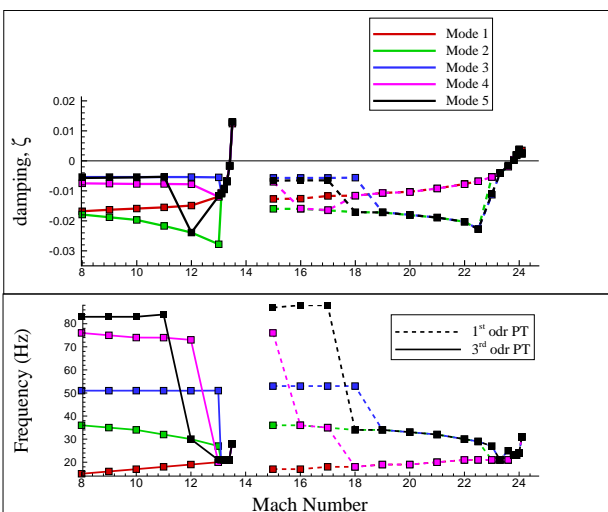 Mode 1
Mode 2
Mode 3
Mode 4
Mode 5
damping, ζ
0.02
0.01
0
-0.01
-0.02
-0.03
8 10 12 14 16 18 20 22 24
Frequency (Hz)
80
70
60
50
40
30
20
1st odr PT
3rd odr PT
8 10 12 14 16 18 20 22 24
Mach Number